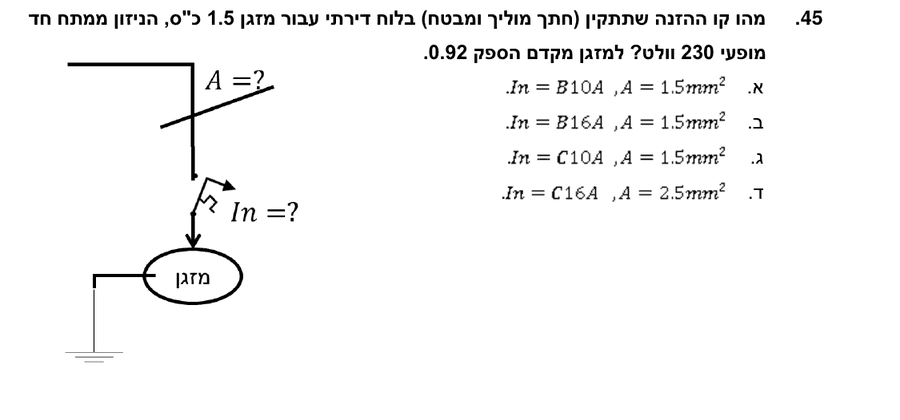 45. מהו קו ההזנה שתתקין (חתך מוליך ומבטח) בלוח דירתי עבור מזגן 1.5 כ"ס, הניזון ממתח חד
מופעי 230 וולט? למזגן מקדם הספק 0.92.
א. In = B10A ,A = 1.5mm².
ב. In = B16A ,A = 1.5mm².
ג. In = C10A ,A = 1.5mm².
ד. In = C16A ,A = 2.5mm².
A =?
In =?
מזגן